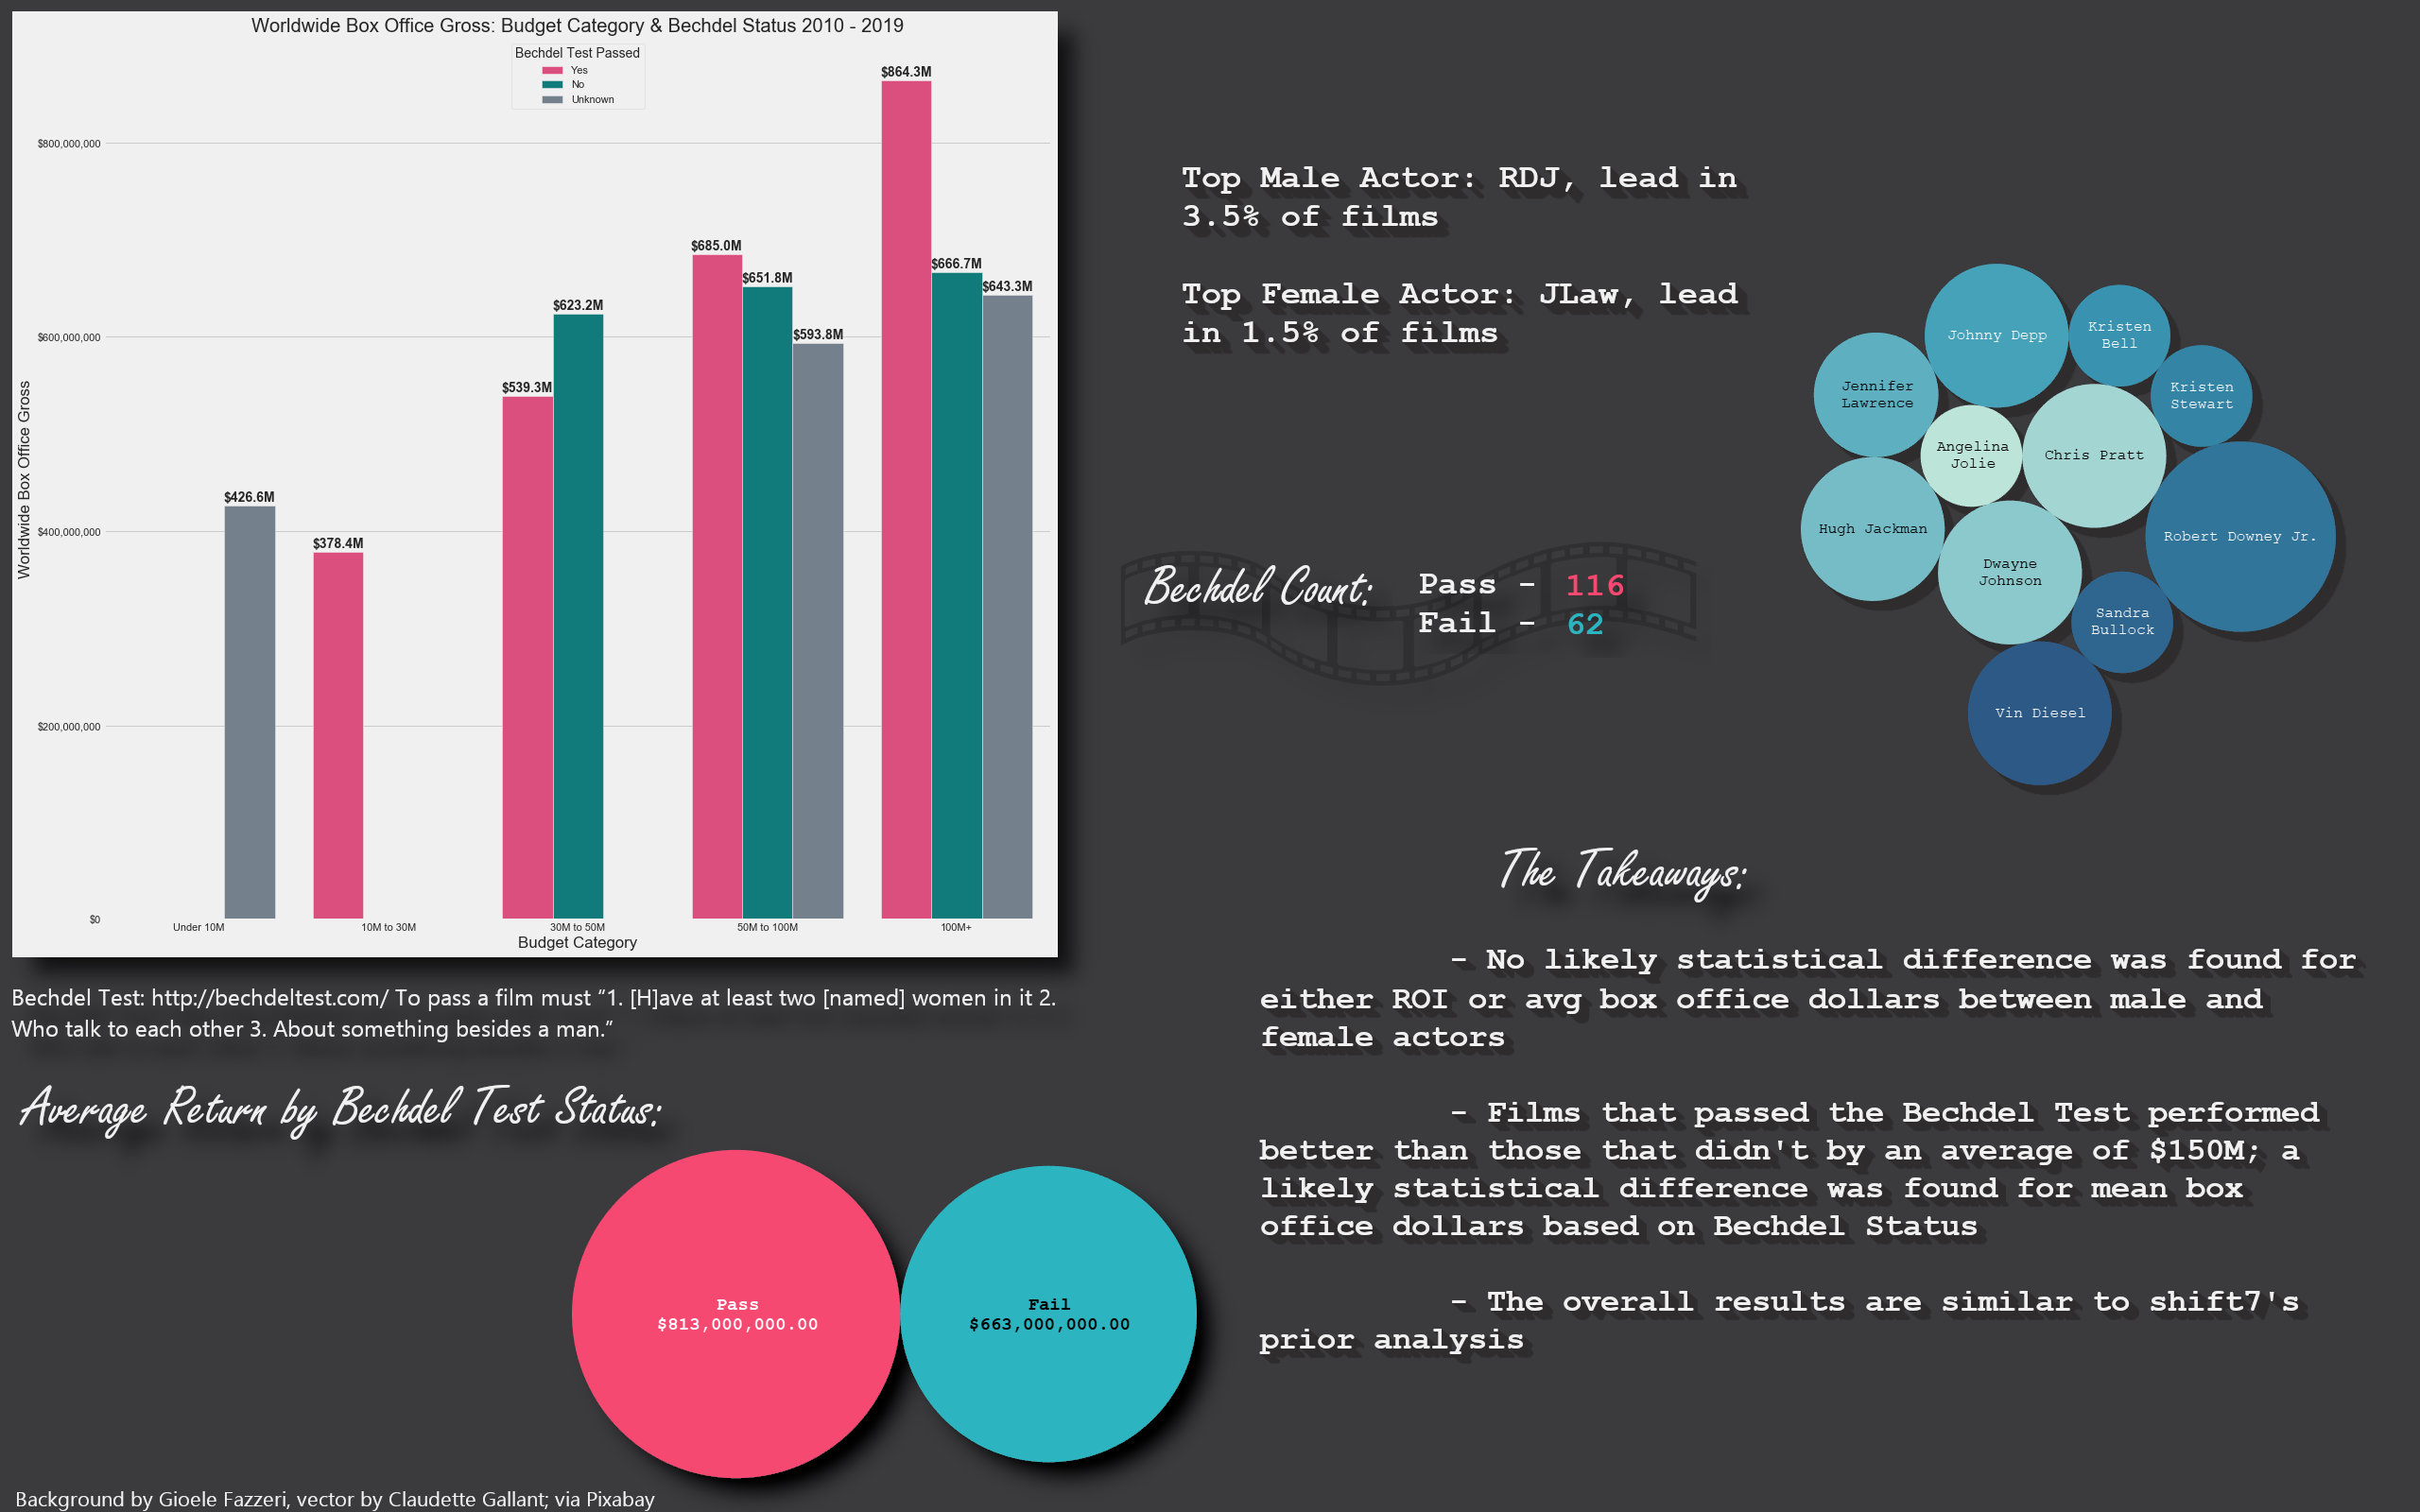 Worldwide Box Office Gross: Budget Category & Bechdel Status 2010 - 2019
Bechdel Test Passed
Yes
No
Unknown
Worldwide Box Office Gross
$800,000,000
$600,000,000
$400,000,000
$200,000,000
$0
$426.6M
$378.4M
$539.3M
$623.2M
$685.0M
$651.8M
$593.8M
$864.3M
$666.7M
$643.3M
Under 10M
10M to 30M
30M to 50M
50M to 100M
100M+
Budget Category
Bechdel Test: http://bechdeltest.com/ To pass a film must “1. [H]ave at least two [named] women in it 2.
Who talk to each other 3. About something besides a man.”
Average Return by Bechdel Test Status:
Pass
$813,000,000.00
Fail
$663,000,000.00
Background by Gioele Fazzeri, vector by Claudette Gallant; via Pixabay
Top Male Actor: RDJ, lead in
3.5% of films
Top Female Actor: JLaw, lead
in 1.5% of films
Bechdel Count:
Pass - 116
Fail - 62
Johnny Depp
Kristen
Bell
Jennifer
Lawrence
Kristen
Stewart
Angelina
Jolie
Chris Pratt
Hugh Jackman
Robert Downey Jr.
Dwayne
Johnson
Sandra
Bullock
Vin Diesel
The Takeaways:
- No likely statistical difference was found for
either ROI or avg box office dollars between male and
female actors
- Films that passed the Bechdel Test performed
better than those that didn't by an average of $150M; a
likely statistical difference was found for mean box
office dollars based on Bechdel Status
- The overall results are similar to shift7's
prior analysis